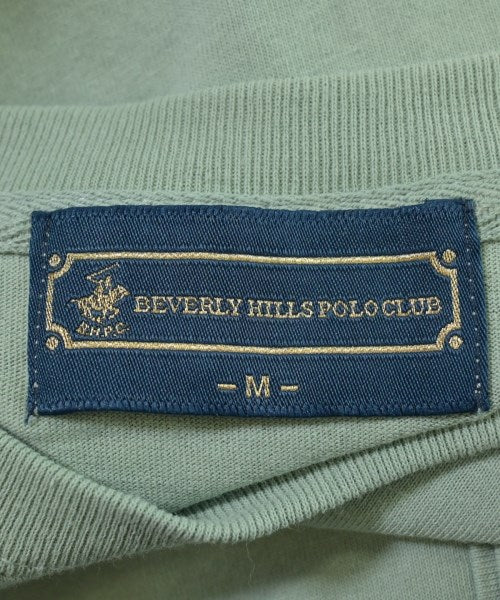 BEVERLY HILLS POLO CLUB
B.H.P.C.
- M -